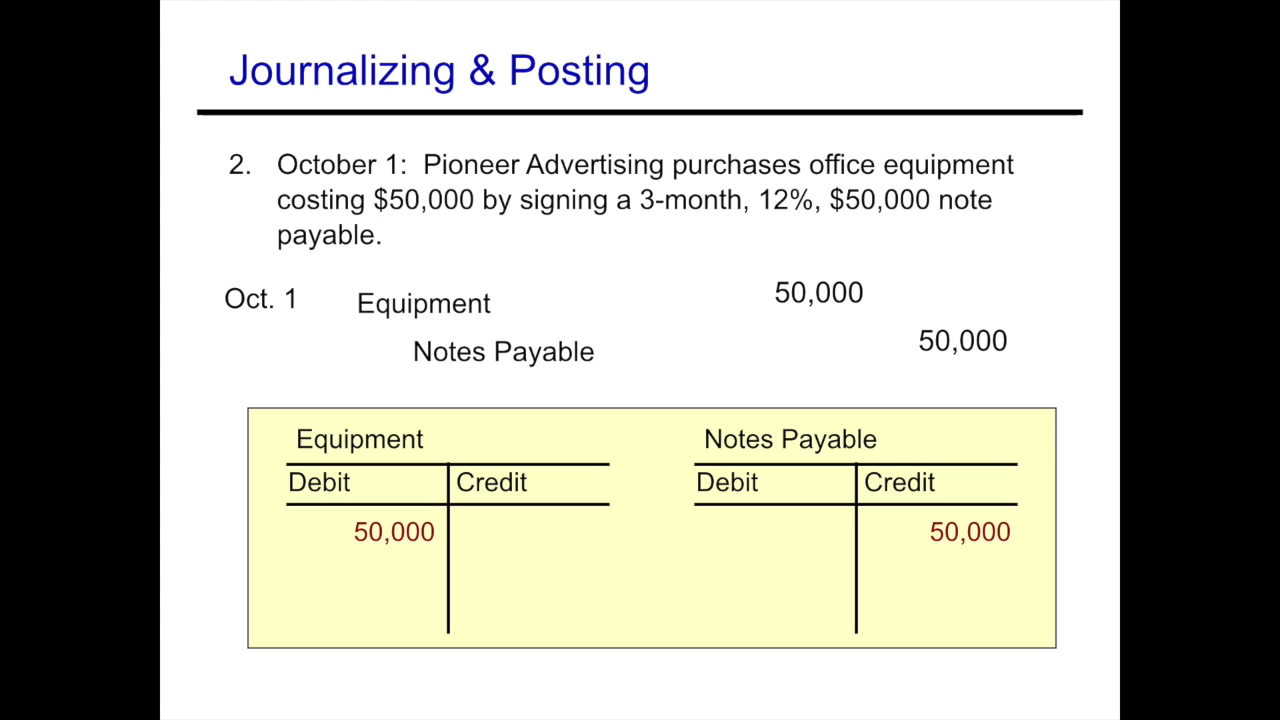 Journalizing & Posting
2. October 1: Pioneer Advertising purchases office equipment
costing $50,000 by signing a 3-month, 12%, $50,000 note
payable.
Oct. 1 Equipment 50,000
Notes Payable 50,000
Equipment Notes Payable
Debit Credit Debit Credit
50,000 50,000